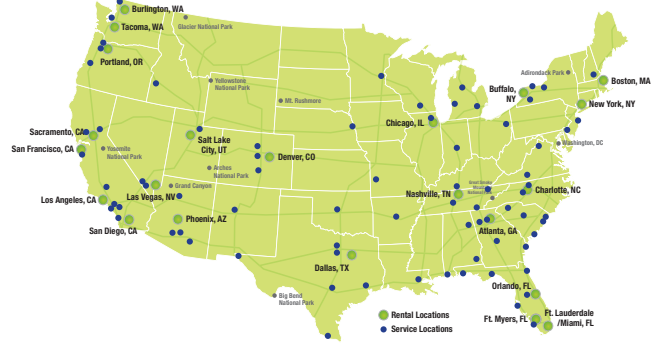 Burlington, WA
Glacier National Park
Tacoma, WA
Portland, OR
Yellowstone
National Park
Mt. Rushmore
Adirondack Park
Boston, MA
Buffalo,
NY
New York, NY
Chicago, IL
Sacramento, CA
San Francisco, CA
Yosemite
National Park
Salt Lake
City, UT
Denver, CO
Arches
National Park
Washington, DC
Los Angeles, CA
Las Vegas, NV
Grand Canyon
Nashville, TN
Great Smoky
National Park
Charlotte, NC
San Diego, CA
Phoenix, AZ
Atlanta, GA
Dallas, TX
Big Bend
National Park
Orlando, FL
Ft. Myers, FL
Ft. Lauderdale
/Miami, FL
Rental Locations
Service Locations